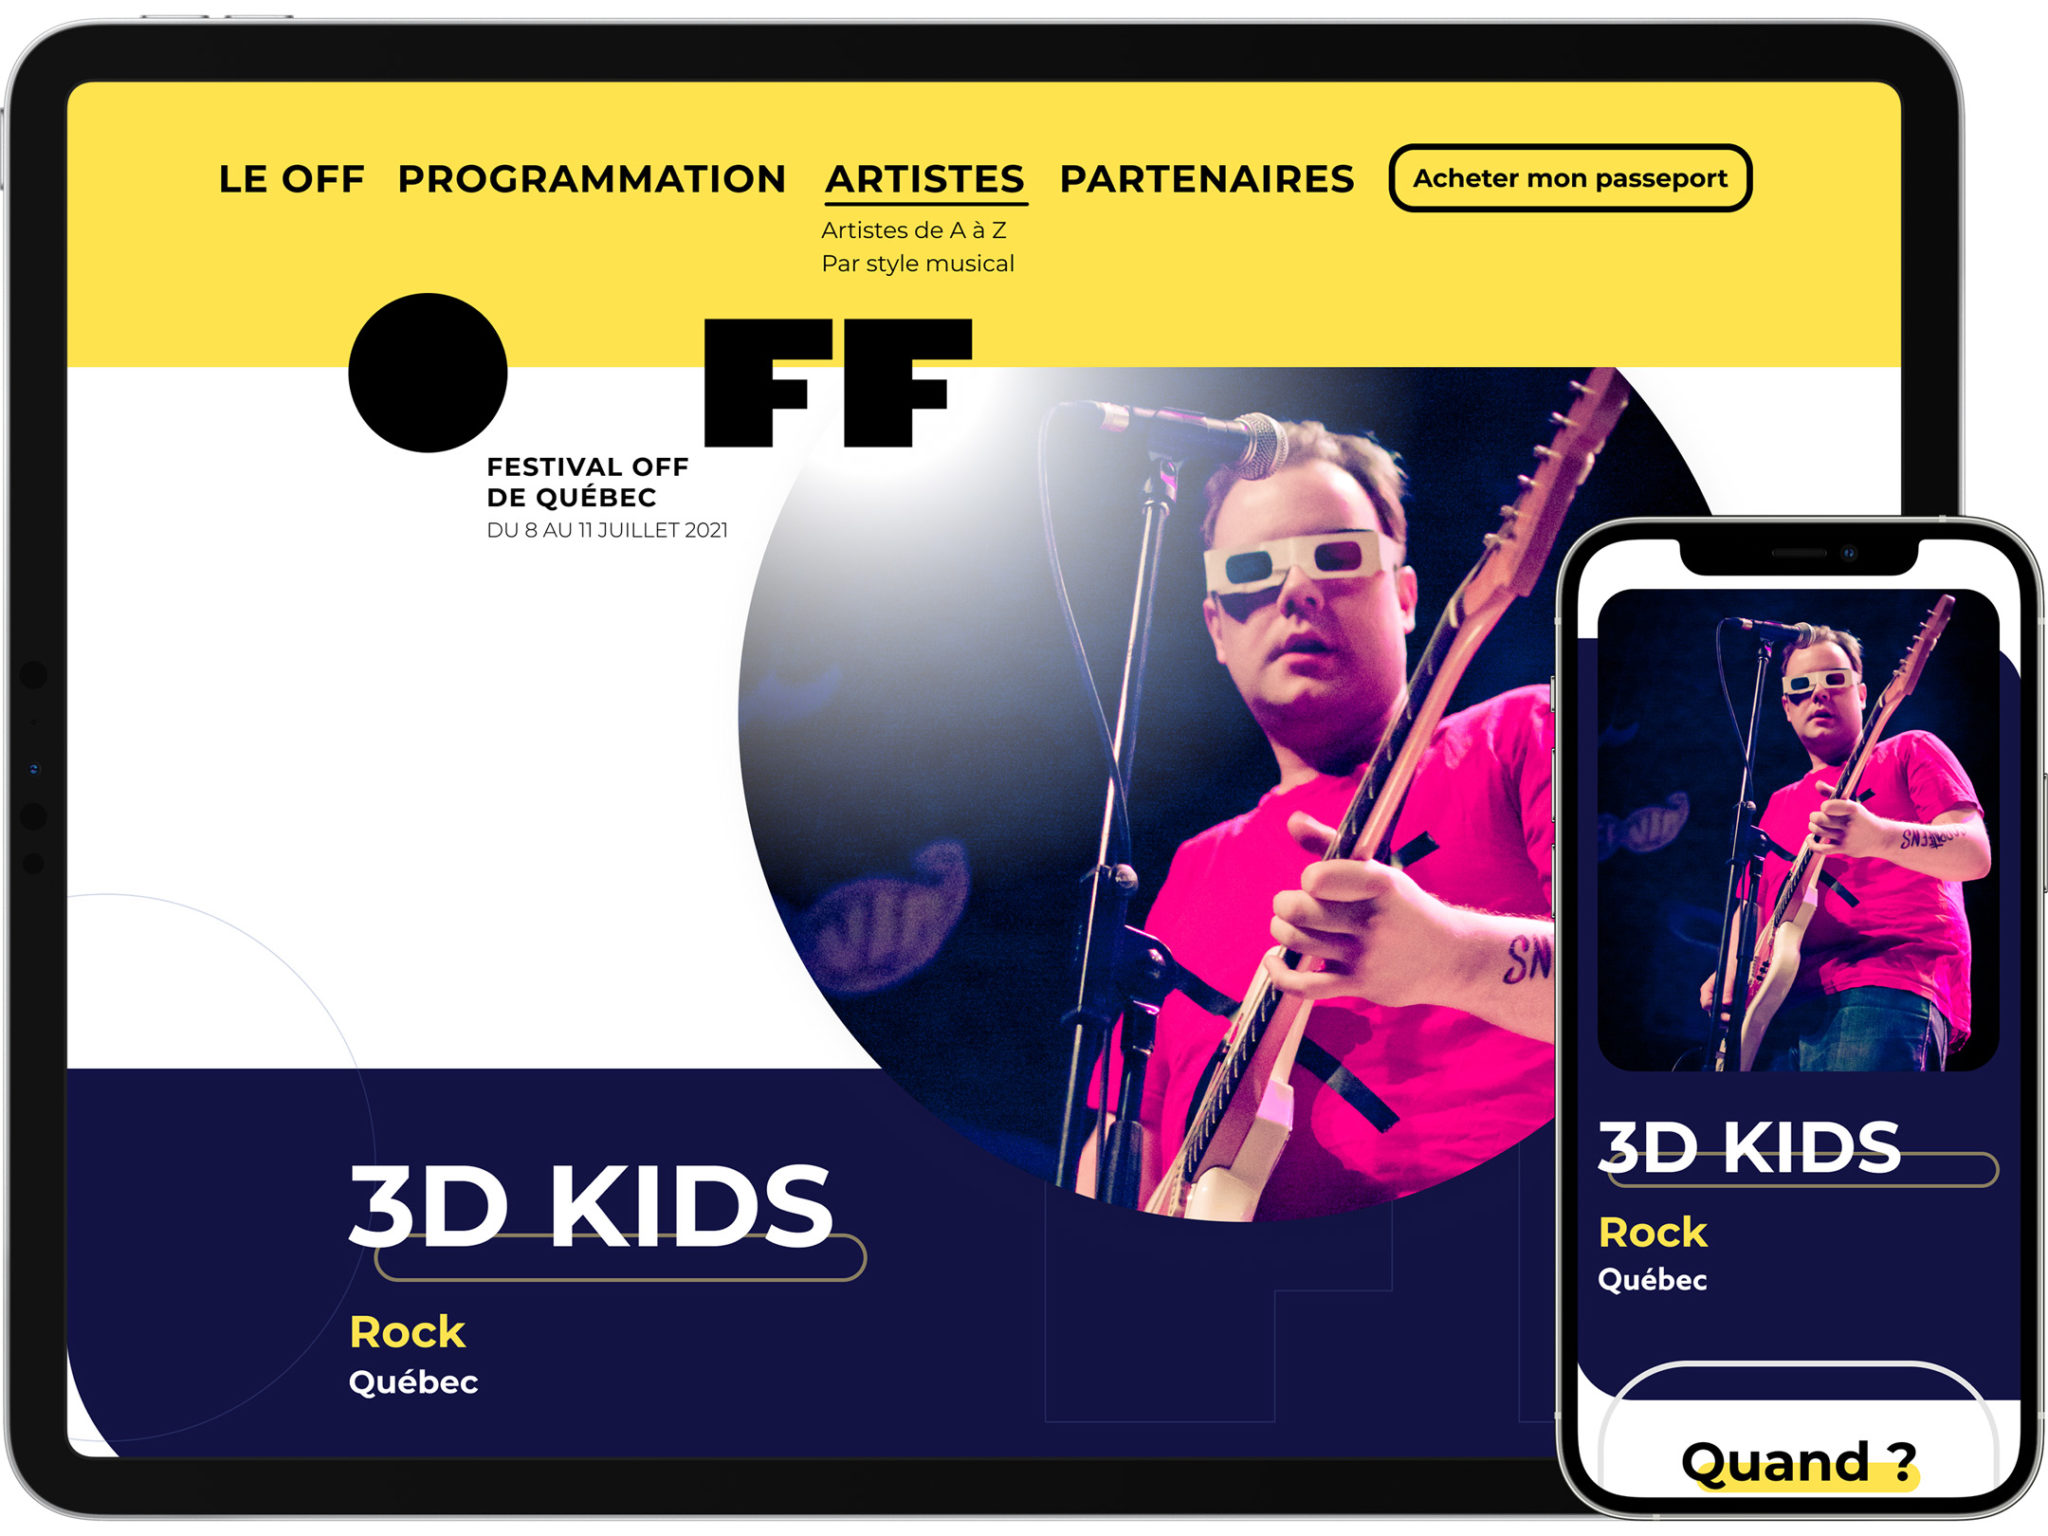 LE OFF PROGRAMMATION ARTISTES PARTENAIRES Acheter mon passeport
Artistes de A à Z
Par style musical
FF
FESTIVAL OFF
DE QUÉBEC
DU 8 AU 11 JUILLET 2021
SN
3D KIDS
Rock
Québec
3D KIDS
Rock
Québec
Quand ?